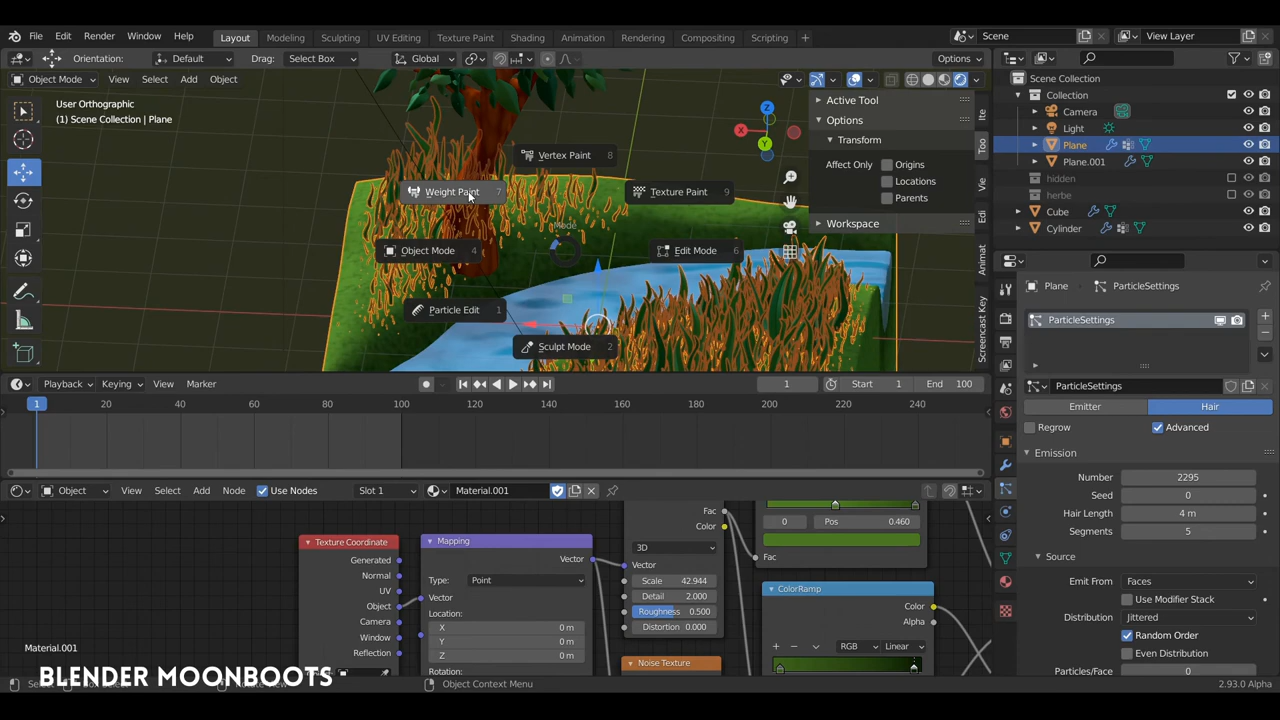 File Edit Render Window Help Layout Modeling Sculpting UV Editing Texture Paint Shading Animation Rendering Compositing Scripting + Scene View Layer
Orientation: Default Drag: Select Box Global Options
Object Mode View Select Add Object
User Orthographic
(1) Scene Collection | Plane
Vertex Paint 8
Weight Paint 7
Texture Paint 9
Mode
Object Mode 4
Edit Mode 6
Particle Edit 1
Sculpt Mode 2
Z
X
Y
Active Tool
Options
Transform
Affect Only Origins
Locations
Parents
Workspace
Ite
Too
Vie
Edi
Animat
Screencast Key
Scene Collection
Collection
Camera
Light
Plane
Plane.001
hidden
herbe
Cube
Cylinder
Plane ParticleSettings
ParticleSettings
ParticleSettings
Emitter Hair
Regrow Advanced
Emission
Number 2295
Seed 0
Hair Length 4 m
Segments 5
Source
Emit From Faces
Use Modifier Stack
Distribution Jittered
Random Order
Even Distribution
Particles/Face 0
Playback Keying View Marker 1 Start 1 End 100
1 20 40 60 80 100 120 140 160 180 200 220 240
Object View Select Add Node Use Nodes Slot 1 Material.001
Texture Coordinate
Generated
Normal
UV
Object
Camera
Window
Reflection
Mapping
Vector
Type: Point
Vector
Location:
X 0 m
Y 0 m
Z 0 m
Rotation:
Fac
Color
3D
Vector
Scale 42.944
Detail 2.000
Roughness 0.500
Distortion 0.000
Noise Texture
0 Pos 0.460
Fac
ColorRamp
Color
Alpha
RGB Linear
Material.001
BLENDER MOONBOOTS
Object Context Menu
2.93.0 Alpha